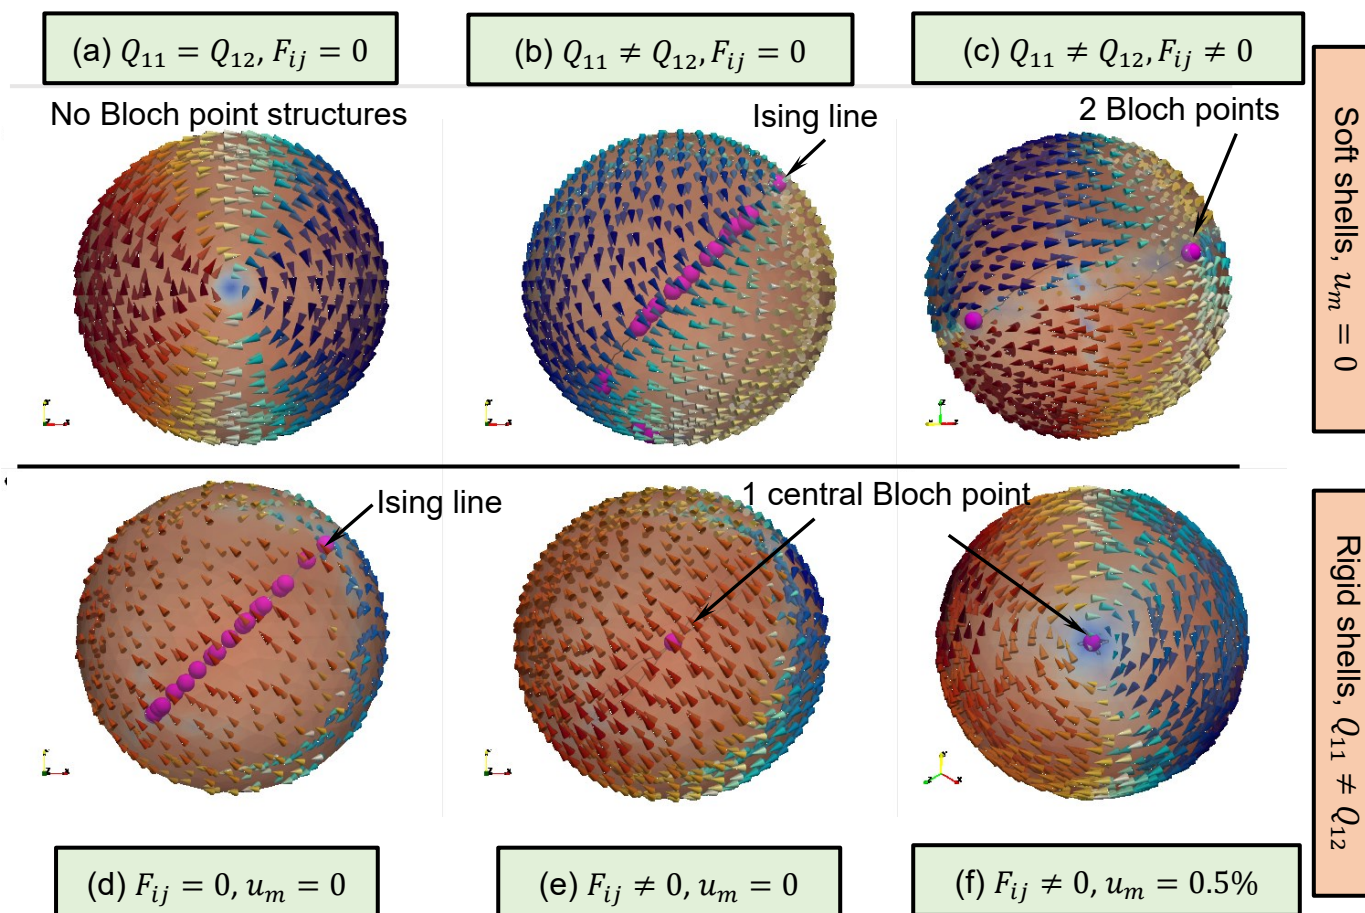 (a) Q₁₁ = Q₁₂, Fᵢⱼ = 0
(b) Q₁₁ ≠ Q₁₂, Fᵢⱼ = 0
(c) Q₁₁ ≠ Q₁₂, Fᵢⱼ ≠ 0
No Bloch point structures
Ising line
2 Bloch points
Soft shells, uₘ = 0
Ising line
1 central Bloch point
Rigid shells, Q₁₁ ≠ Q₁₂
(d) Fᵢⱼ = 0, uₘ = 0
(e) Fᵢⱼ ≠ 0, uₘ = 0
(f) Fᵢⱼ ≠ 0, uₘ = 0.5%